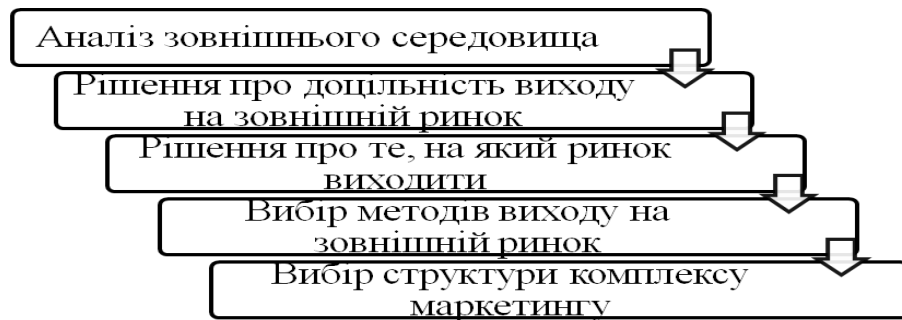 Аналіз зовнішнього середовища
Рішення про доцільність виходу
на зовнішній ринок
Рішення про те, на який ринок
виходити
Вибір методів виходу на
зовнішній ринок
Вибір структури комплексу
маркетингу